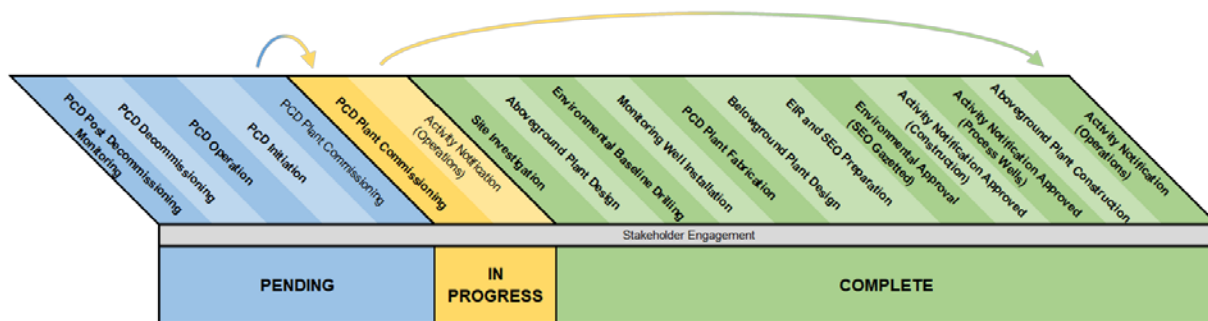 PCD Post Decommissioning
Monitoring
PCD Decommissioning
PCD Operation
PCD Initiation
PCD Plant Commissioning
PCD Plant Commissioning
Activity Notification
(Operations)
Site Investigation
Aboveground Plant Design
Environmental Baseline Drilling
Monitoring Well Installation
PCD Plant Fabrication
Belowground Plant Design
EIR and SEO Preparation
Environmental Approval
(SEO Gazetted)
Activity Notification Approved
(Construction)
Activity Notification Approved
(Process Wells)
Aboveground Plant Construction
Activity Notification
(Operations)
Stakeholder Engagement
PENDING
IN
PROGRESS
COMPLETE